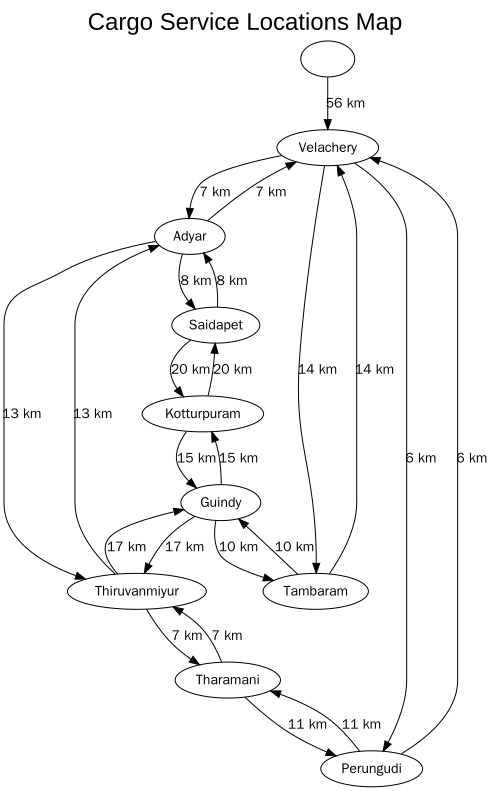 Cargo Service Locations Map
56 km
Velachery
7 km
7 km
Adyar
8 km
8 km
Saidapet
20 km
20 km
14 km
14 km
Kotturpuram
13 km
13 km
15 km
15 km
6 km
6 km
Guindy
17 km
17 km
10 km
10 km
Thiruvanmiyur
Tambaram
7 km
7 km
Tharamani
11 km
11 km
Perungudi